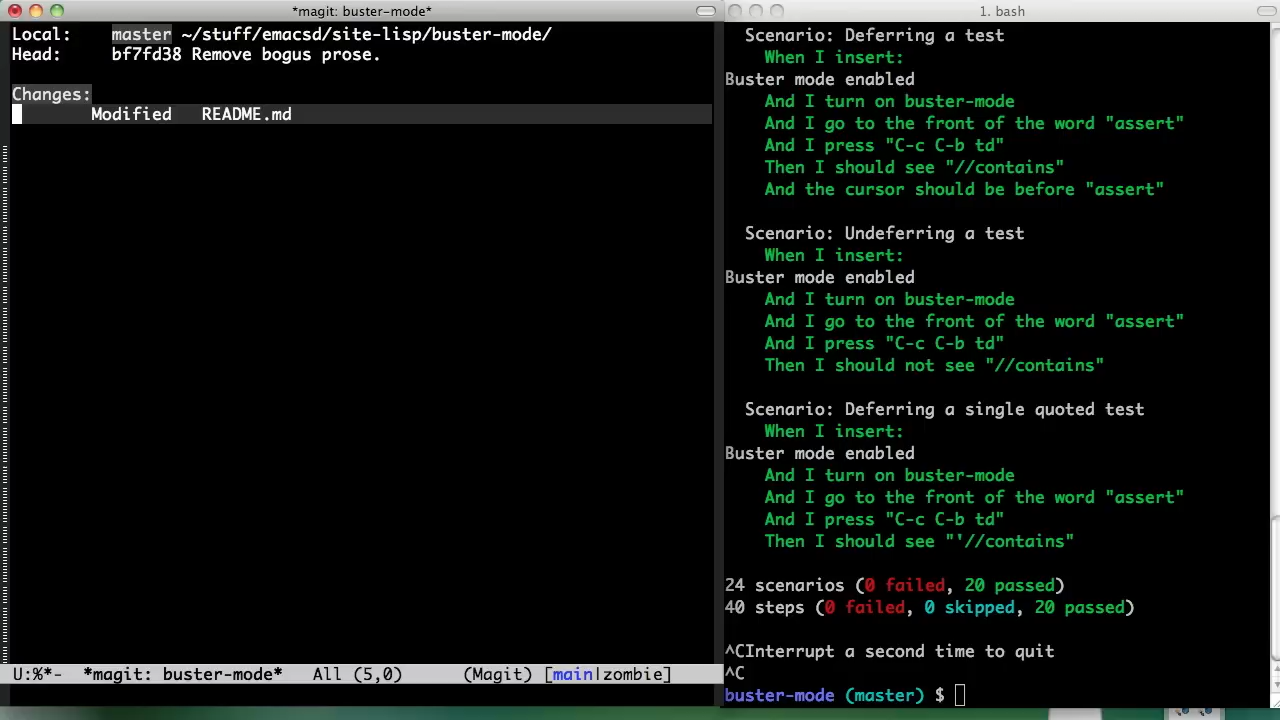 *magit: buster-mode*
Local:    master ~/stuff/emacsd/site-lisp/buster-mode/
Head:     bf7fd38 Remove bogus prose.
Changes:
Modified   README.md
U:%*-  *magit: buster-mode*   All (5,0)      (Magit) [main|zombie]
1. bash
Scenario: Deferring a test
When I insert:
Buster mode enabled
And I turn on buster-mode
And I go to the front of the word "assert"
And I press "C-c C-b td"
Then I should see "//contains"
And the cursor should be before "assert"
Scenario: Undeferring a test
When I insert:
Buster mode enabled
And I turn on buster-mode
And I go to the front of the word "assert"
And I press "C-c C-b td"
Then I should not see "//contains"
Scenario: Deferring a single quoted test
When I insert:
Buster mode enabled
And I turn on buster-mode
And I go to the front of the word "assert"
And I press "C-c C-b td"
Then I should see "'//contains"
24 scenarios (0 failed, 20 passed)
40 steps (0 failed, 0 skipped, 20 passed)
^CInterrupt a second time to quit
^C
buster-mode (master) $